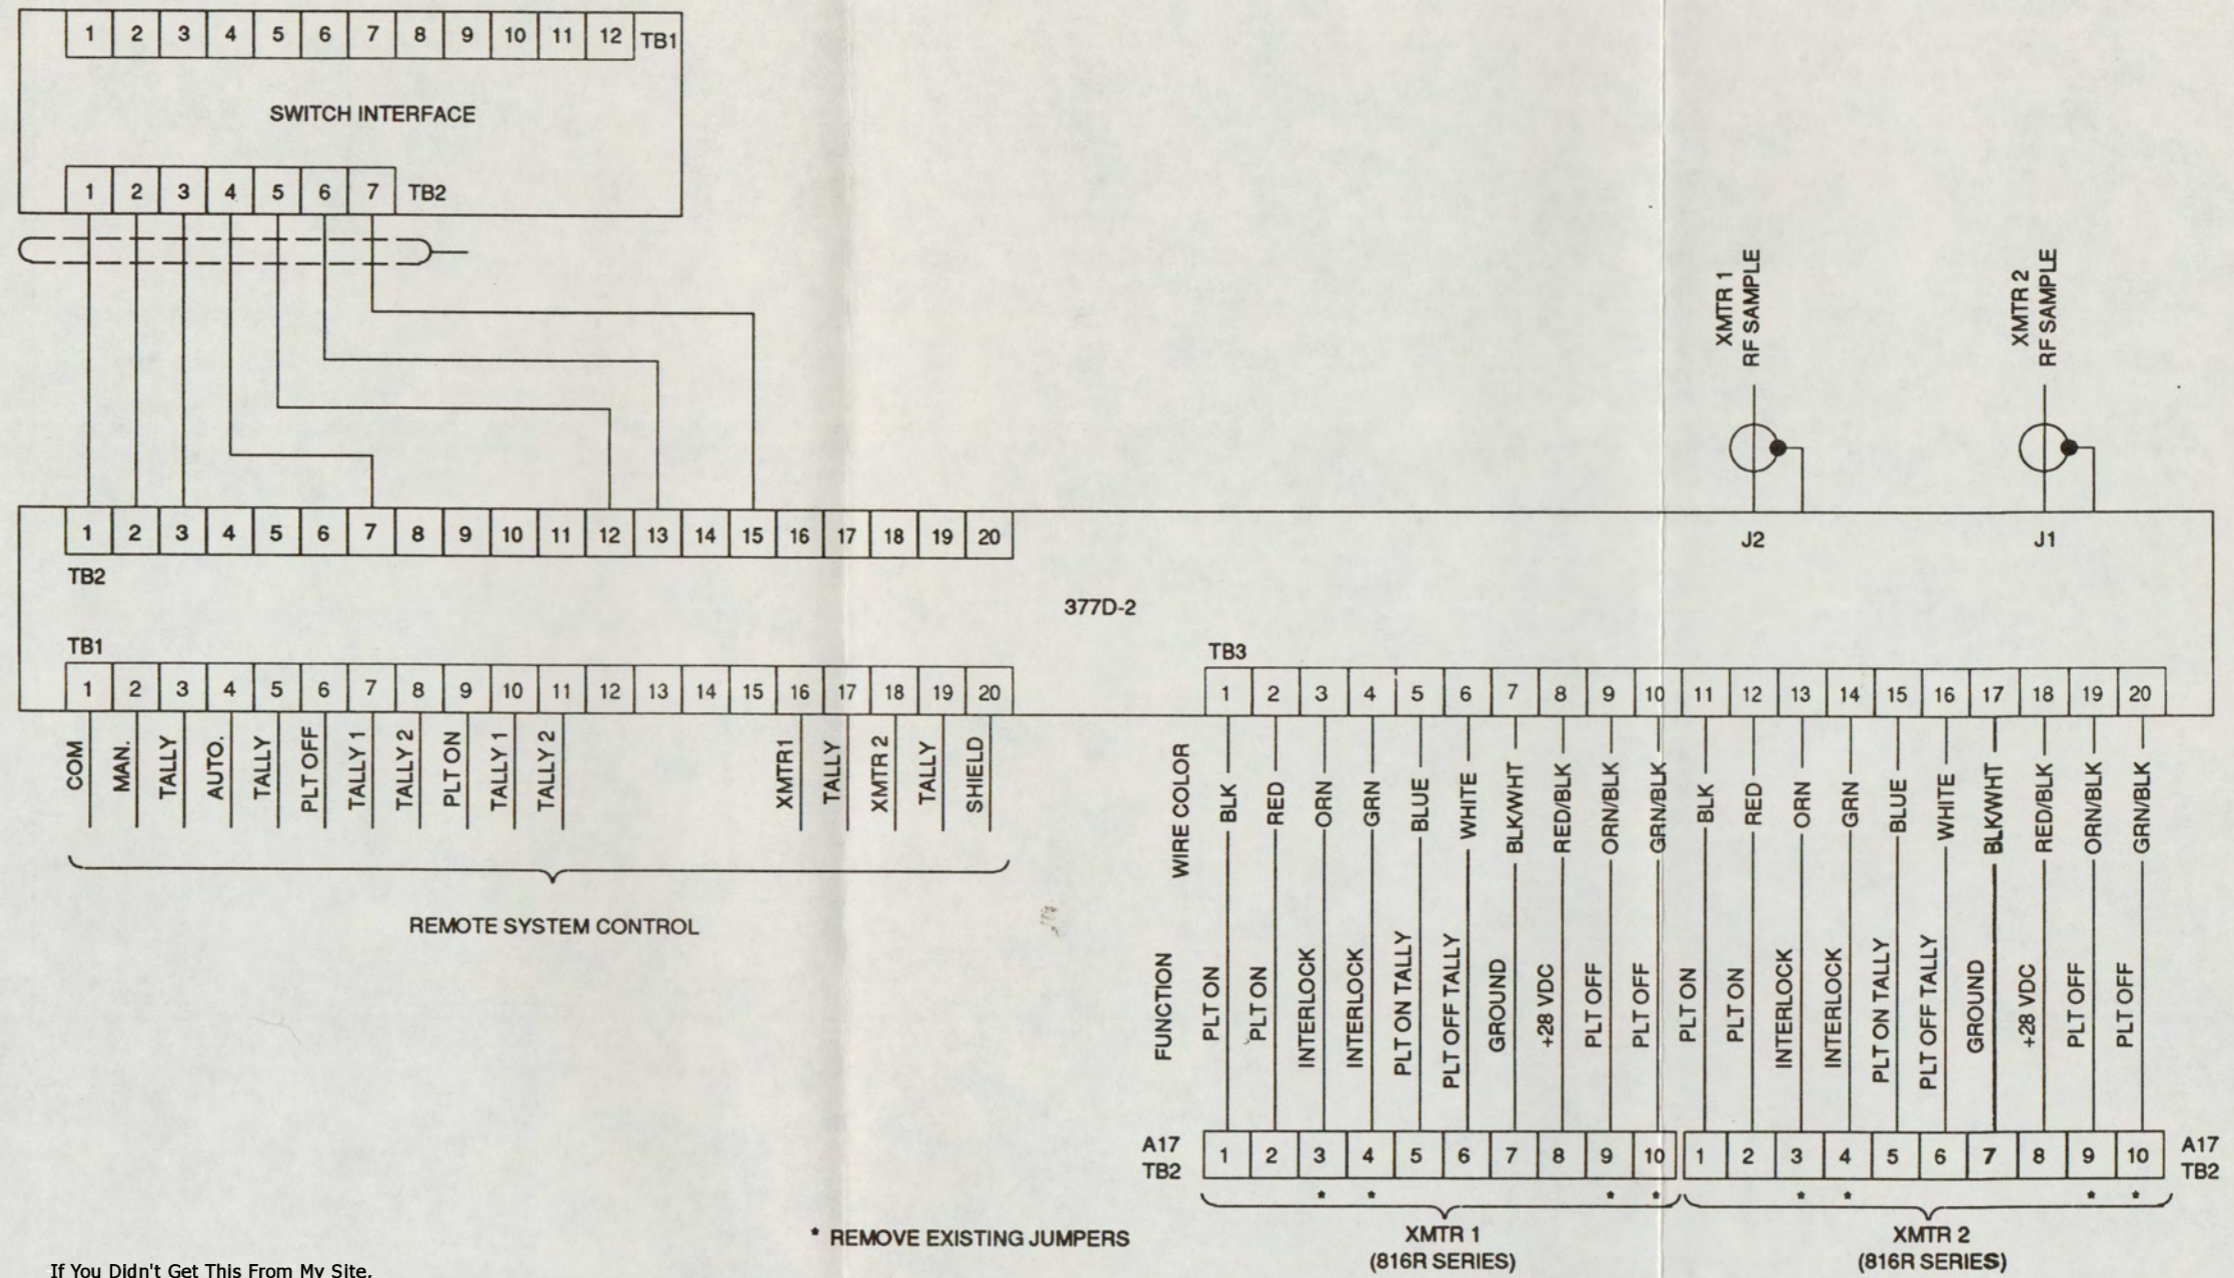 1 2 3 4 5 6 7 8 9 10 11 12 TB1
SWITCH INTERFACE
1 2 3 4 5 6 7 TB2
XMTR 1
RF SAMPLE
XMTR 2
RF SAMPLE
1 2 3 4 5 6 7 8 9 10 11 12 13 14 15 16 17 18 19 20
J2
J1
TB2
377D-2
TB1
TB3
1 2 3 4 5 6 7 8 9 10 11 12 13 14 15 16 17 18 19 20
1 2 3 4 5 6 7 8 9 10 11 12 13 14 15 16 17 18 19 20
COM
MAN.
TALLY
AUTO.
TALLY
PLT OFF
TALLY 1
TALLY 2
PLT ON
TALLY 1
TALLY 2
XMTR1
TALLY
XMTR 2
TALLY
SHIELD
REMOTE SYSTEM CONTROL
WIRE COLOR
BLK
RED
ORN
GRN
BLUE
WHITE
BLK/WHT
RED/BLK
ORN/BLK
GRN/BLK
BLK
RED
ORN
GRN
BLUE
WHITE
BLK/WHT
RED/BLK
ORN/BLK
GRN/BLK
FUNCTION
PLT ON
PLT ON
INTERLOCK
INTERLOCK
PLT ON TALLY
PLT OFF TALLY
GROUND
+28 VDC
PLT OFF
PLT OFF
PLT ON
PLT ON
INTERLOCK
INTERLOCK
PLT ON TALLY
PLT OFF TALLY
GROUND
+28 VDC
PLT OFF
PLT OFF
A17
TB2
1 2 3 4 5 6 7 8 9 10 1 2 3 4 5 6 7 8 9 10
A17
TB2
* * * * * * * *
* REMOVE EXISTING JUMPERS
XMTR 1
(816R SERIES)
XMTR 2
(816R SERIES)
If You Didn't Get This From My Site,